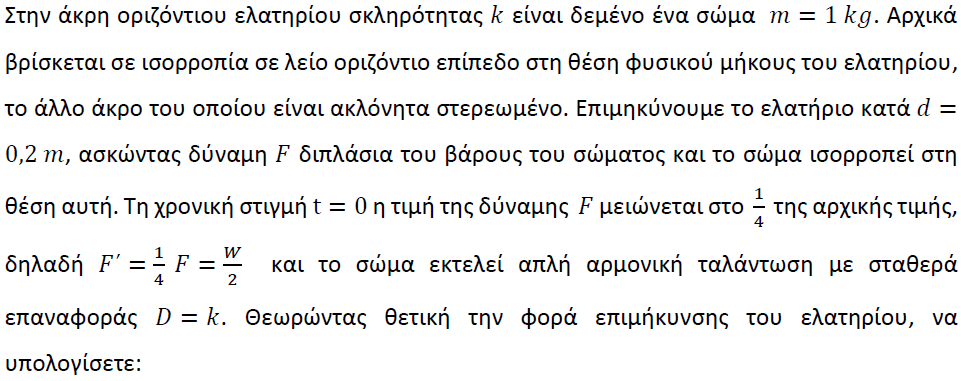 Στην άκρη οριζόντιου ελατηρίου σκληρότητας k είναι δεμένο ένα σώμα m = 1 kg. Αρχικά
βρίσκεται σε ισορροπία σε λείο οριζόντιο επίπεδο στη θέση φυσικού μήκους του ελατηρίου,
το άλλο άκρο του οποίου είναι ακλόνητα στερεωμένο. Επιμηκύνουμε το ελατήριο κατά d =
0,2 m, ασκώντας δύναμη F διπλάσια του βάρους του σώματος και το σώμα ισορροπεί στη
θέση αυτή. Τη χρονική στιγμή t = 0 η τιμή της δύναμης F μειώνεται στο 1/4 της αρχικής τιμής,
δηλαδή F′ = 1/4 F = W/2 και το σώμα εκτελεί απλή αρμονική ταλάντωση με σταθερά
επαναφοράς D = k. Θεωρώντας θετική την φορά επιμήκυνσης του ελατηρίου, να
υπολογίσετε: